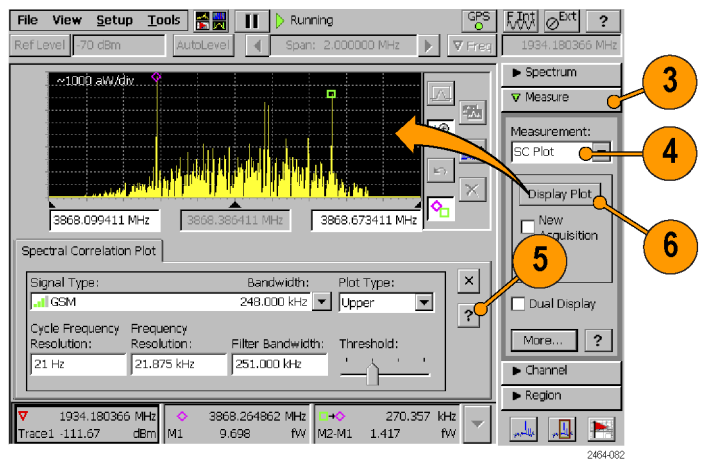 File View Setup Tools Running GPS F.Int Ext ?
Ref Level -70 dBm AutoLevel Span: 2.000000 MHz Freq 1934.180366 MHz
~1000 aW/div
3868.099411 MHz 3868.386411 MHz 3868.673411 MHz
Spectral Correlation Plot
Signal Type: Bandwidth: Plot Type:
GSM 248.000 kHz Upper
Cycle Frequency Resolution: Frequency Resolution: Filter Bandwidth: Threshold:
21 Hz 21.875 kHz 251.000 kHz
?
1934.180366 MHz 3868.264862 MHz 270.357 kHz
Trace1 -111.67 dBm M1 9.698 fW M2-M1 1.417 fW
Spectrum
Measure
3
Measurement:
SC Plot
4
Display Plot
New
Acquisition
6
5
Dual Display
More... ?
Channel
Region
2464-082